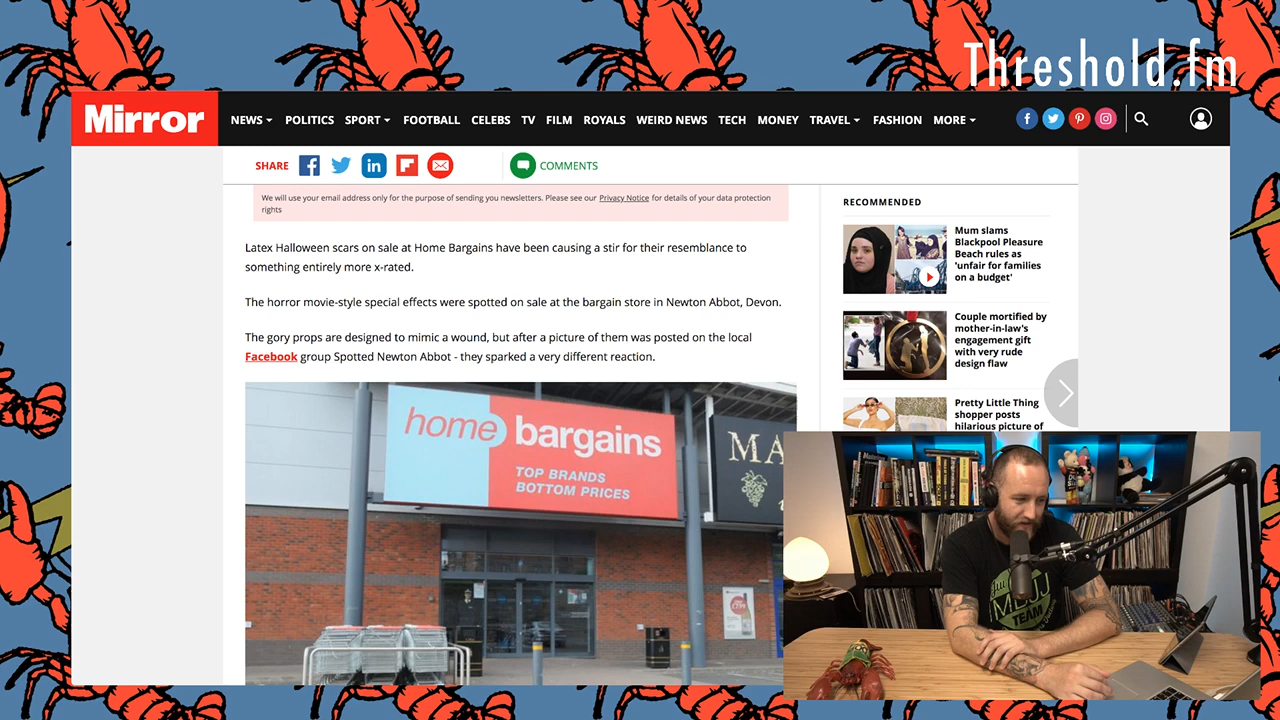 Threshold.fm
Mirror
NEWS POLITICS SPORT FOOTBALL CELEBS TV FILM ROYALS WEIRD NEWS TECH MONEY TRAVEL FASHION MORE
SHARE
COMMENTS
We will use your email address only for the purpose of sending you newsletters. Please see our Privacy Notice for details of your data protection
rights
Latex Halloween scars on sale at Home Bargains have been causing a stir for their resemblance to
something entirely more x-rated.
The horror movie-style special effects were spotted on sale at the bargain store in Newton Abbot, Devon.
The gory props are designed to mimic a wound, but after a picture of them was posted on the local
Facebook group Spotted Newton Abbot - they sparked a very different reaction.
home bargains
TOP BRANDS
BOTTOM PRICES
MA
RECOMMENDED
Mum slams
Blackpool Pleasure
Beach rules as
'unfair for families
on a budget'
Couple mortified by
mother-in-law's
engagement gift
with very rude
design flaw
Pretty Little Thing
shopper posts
hilarious picture of
TEAM